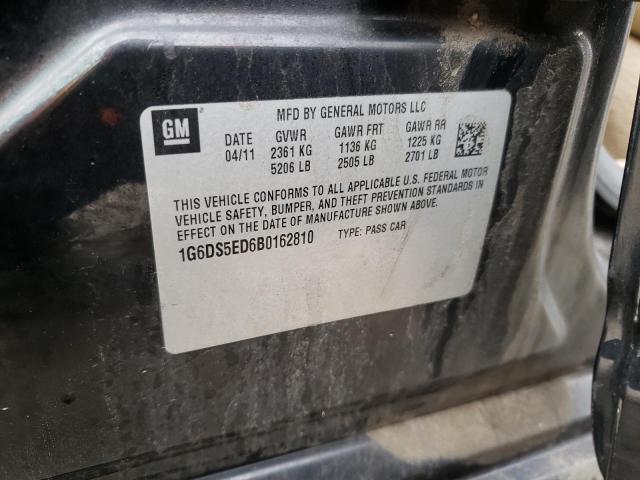 MFD BY GENERAL MOTORS LLC
GM
DATE GVWR GAWR FRT GAWR RR
04/11 2361 KG 1136 KG 1225 KG
5206 LB 2505 LB 2701 LB
THIS VEHICLE CONFORMS TO ALL APPLICABLE U.S. FEDERAL MOTOR
VEHICLE SAFETY, BUMPER, AND THEFT PREVENTION STANDARDS IN
EFFECT ON THE DATE OF MANUFACTURE SHOWN ABOVE.
1G6DS5ED6B0162810 TYPE: PASS CAR